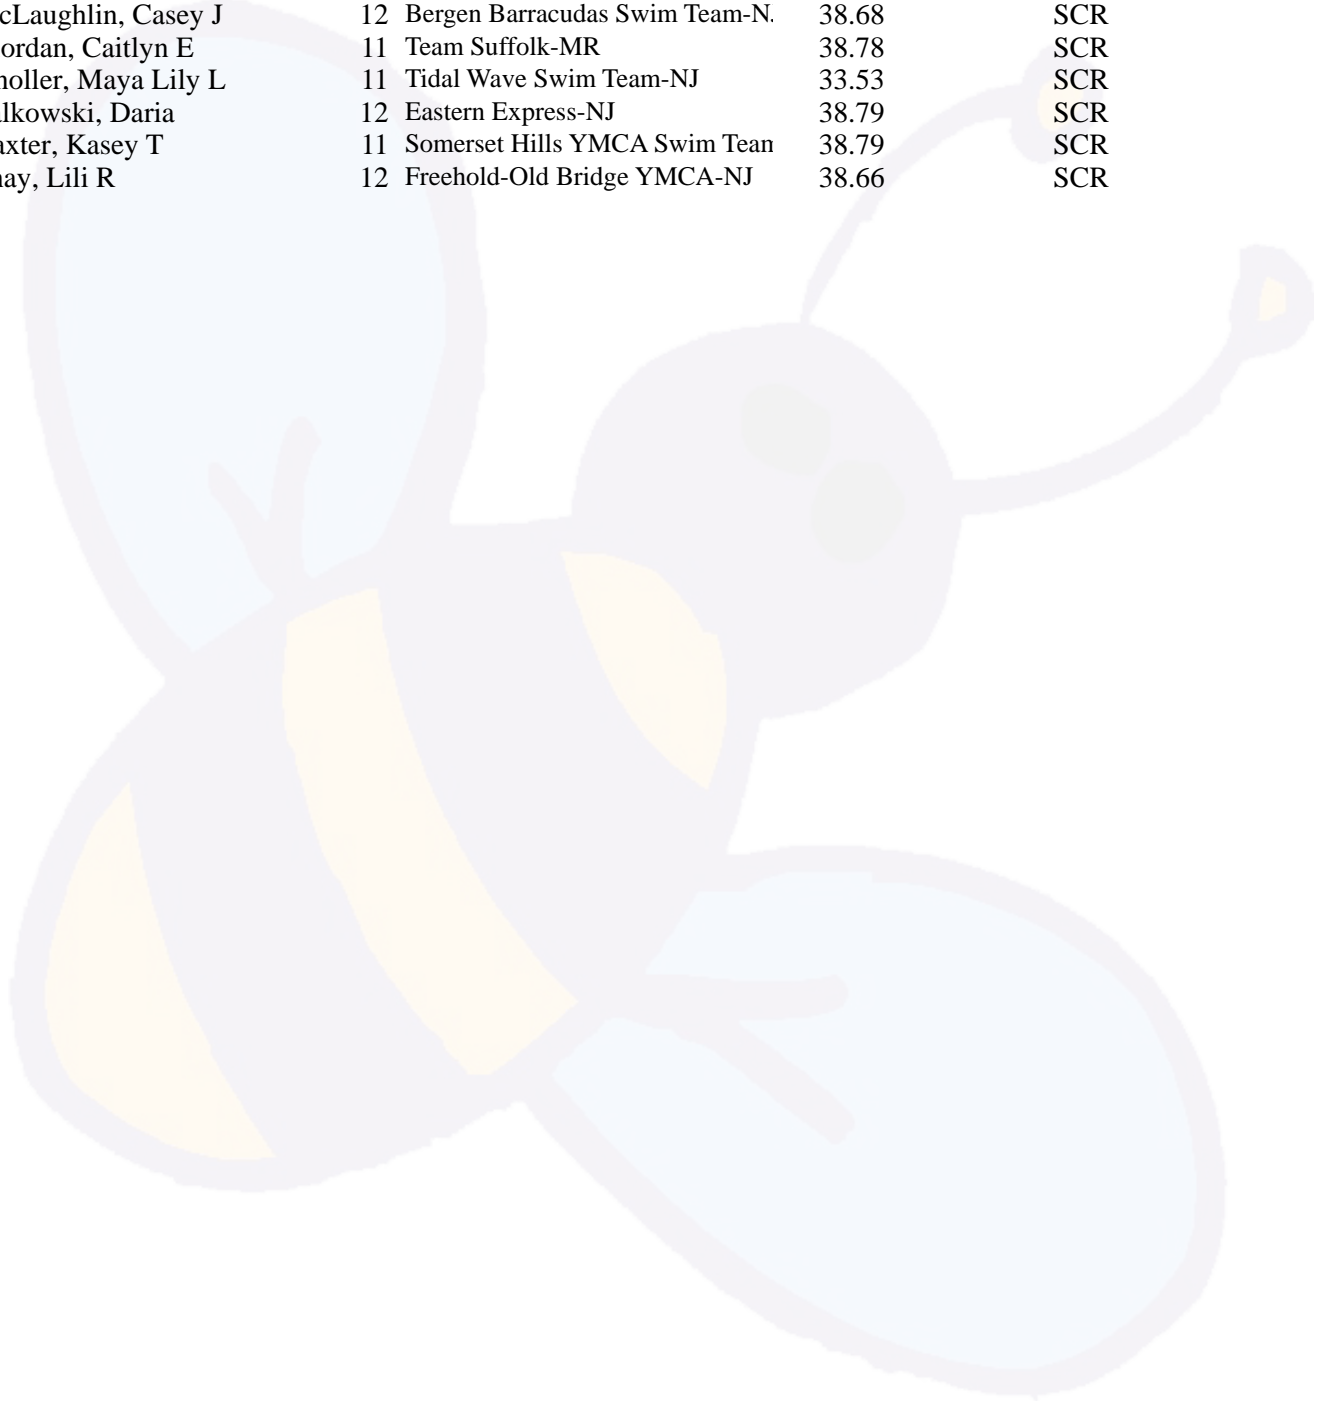 cLaughlin, Casey J 12 Bergen Barracudas Swim Team-N. 38.68 SCR
ordan, Caitlyn E 11 Team Suffolk-MR 38.78 SCR
holler, Maya Lily L 11 Tidal Wave Swim Team-NJ 33.53 SCR
alkowski, Daria 12 Eastern Express-NJ 38.79 SCR
axter, Kasey T 11 Somerset Hills YMCA Swim Tean 38.79 SCR
nay, Lili R 12 Freehold-Old Bridge YMCA-NJ 38.66 SCR